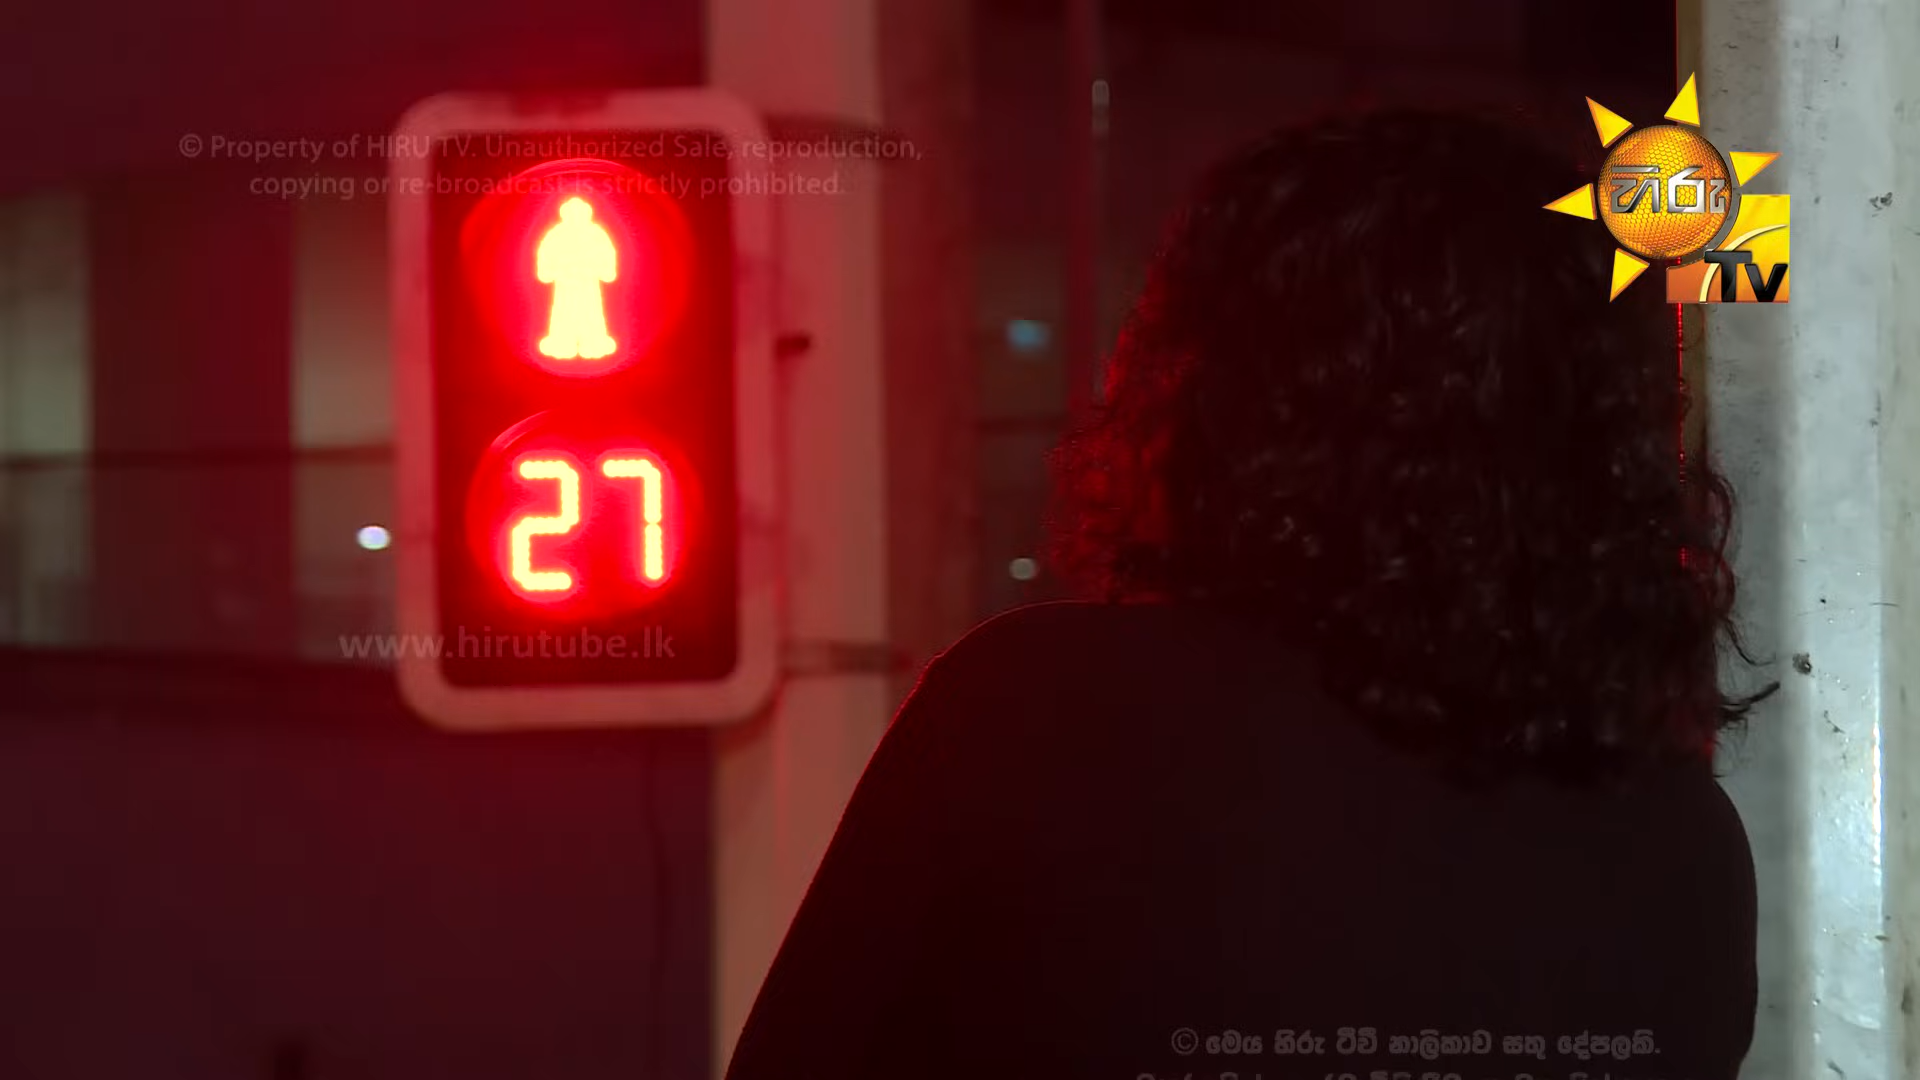 © Property of HIRU TV. Unauthorized Sale, reproduction,
copying or re-broadcast is strictly prohibited.
හිරු
TV
27
www.hirutube.lk
© මෙය හිරු ටීවී නාලිකාව සතු දේපලකි.